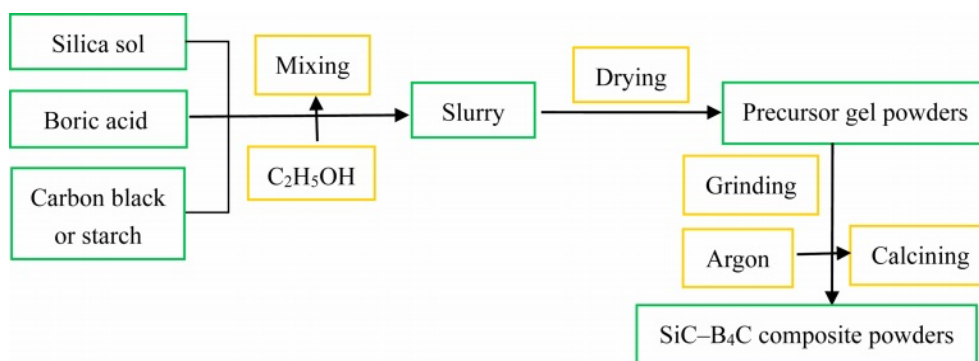 Silica sol
Mixing
Drying
Boric acid
Slurry
Precursor gel powders
C₂H₅OH
Carbon black
or starch
Grinding
Argon
Calcining
SiC–B₄C composite powders